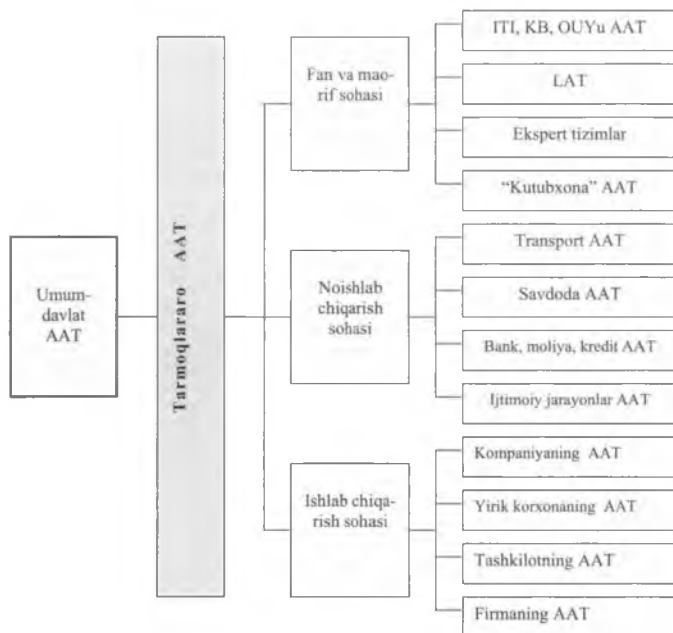 Umum-
davlat
AAT
Tarmoqlararo AAT
Fan va mao-
rif sohasi
ITI, KB, OUYu AAT
LAT
Ekspert tizimlar
“Kutubxona” AAT
Noishlab
chiqarish
sohasi
Transport AAT
Savdoda AAT
Bank, moliya, kredit AAT
Ijtimoiy jarayonlar AAT
Ishlab chiqa-
rish sohasi
Kompaniyaning AAT
Yirik korxonaning AAT
Tashkilotning AAT
Firmaning AAT